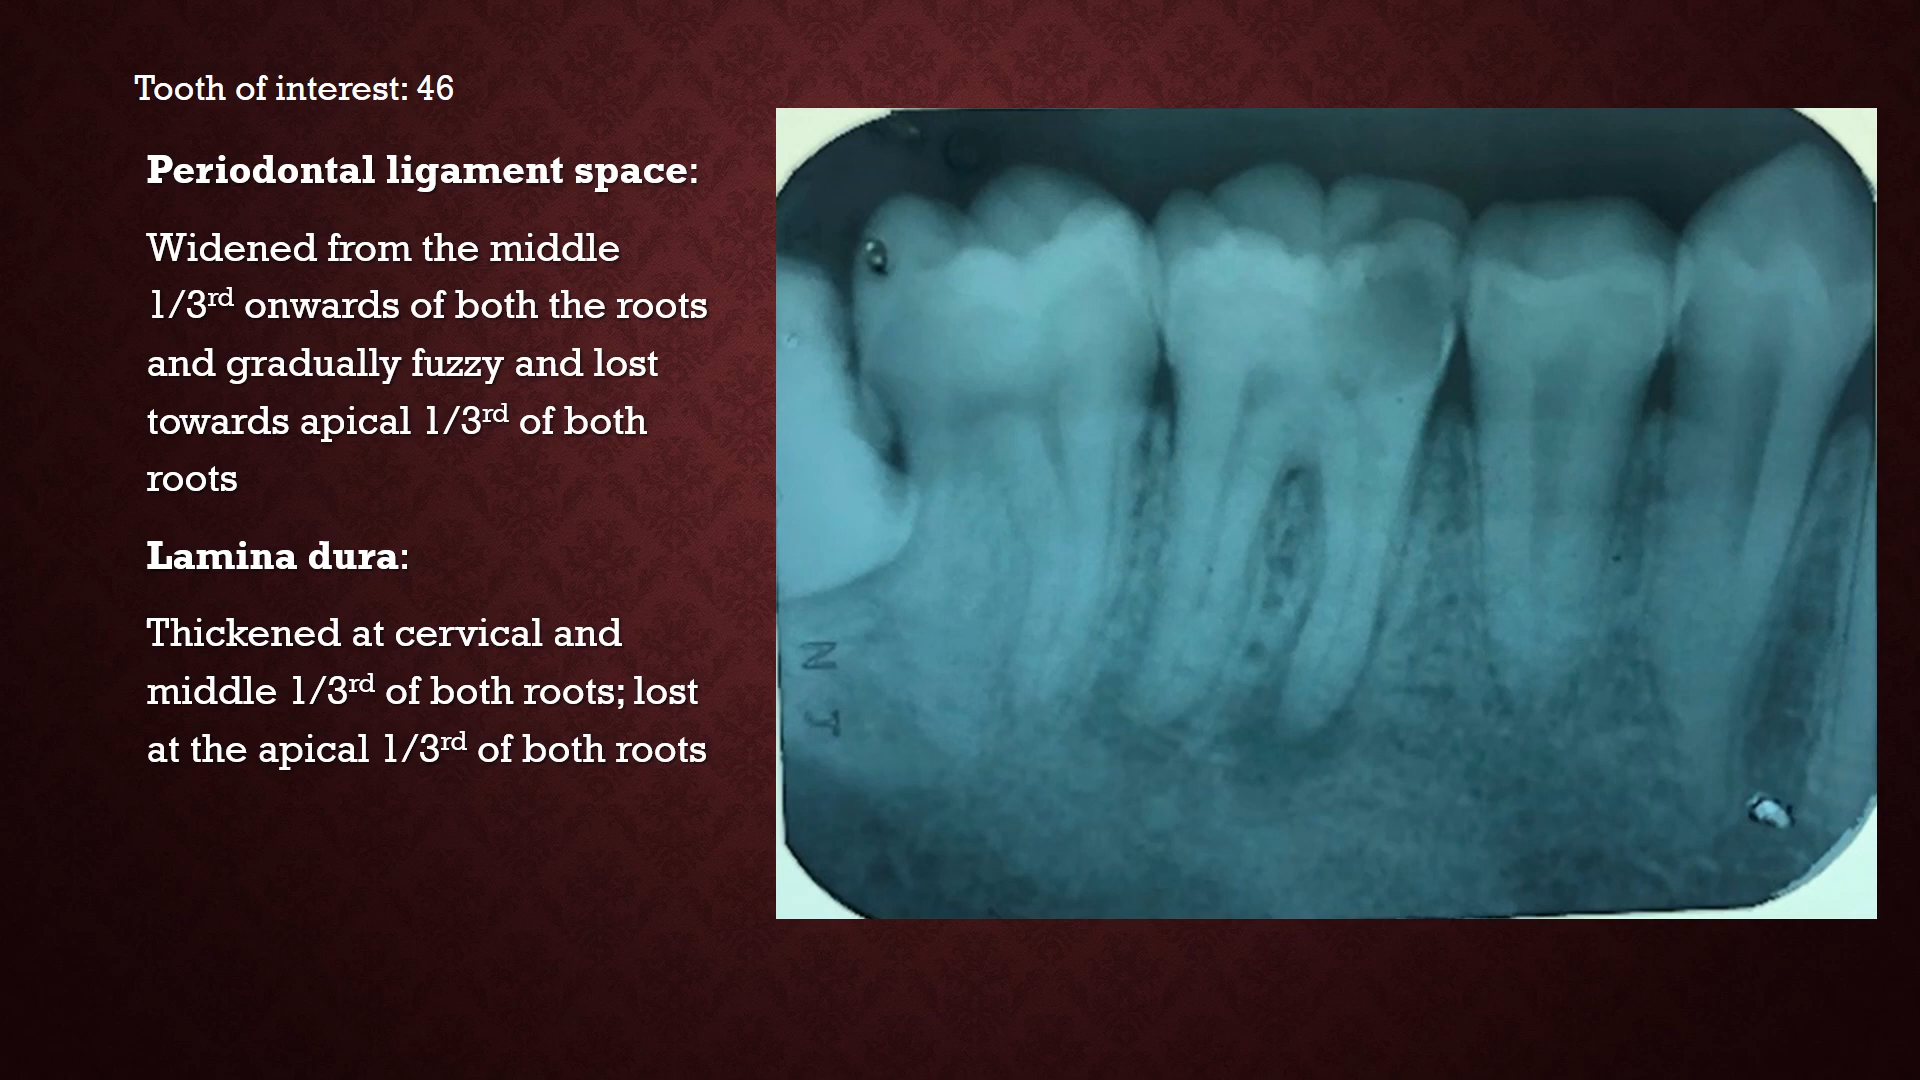 Tooth of interest: 46
Periodontal ligament space:
Widened from the middle
1/3rd onwards of both the roots
and gradually fuzzy and lost
towards apical 1/3rd of both
roots
Lamina dura:
Thickened at cervical and
middle 1/3rd of both roots; lost
at the apical 1/3rd of both roots